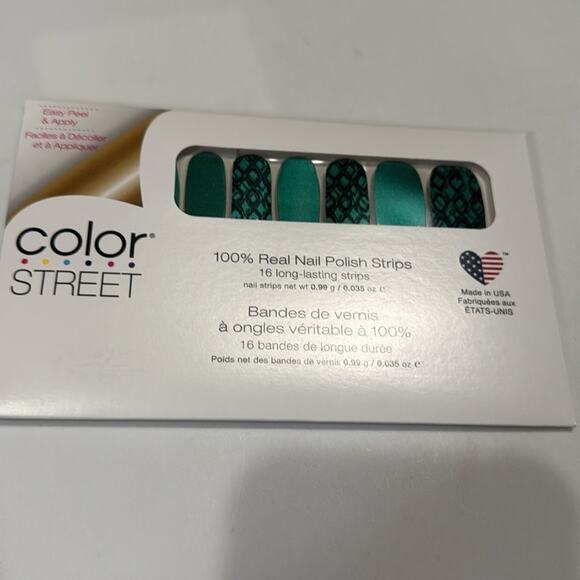 Easy Peel
& Apply
Faciles à Décoller
et à Appliquer
color®
STREET
100% Real Nail Polish Strips
16 long-lasting strips
nail strips net wt 0.99 g / 0.035 oz ℮
Bandes de vernis
à ongles véritable à 100%
16 bandes de longue durée
Poids net des bandes de vernis 0.99 g / 0.035 oz ℮
TM
Made in USA
Fabriquées aux
ÉTATS-UNIS